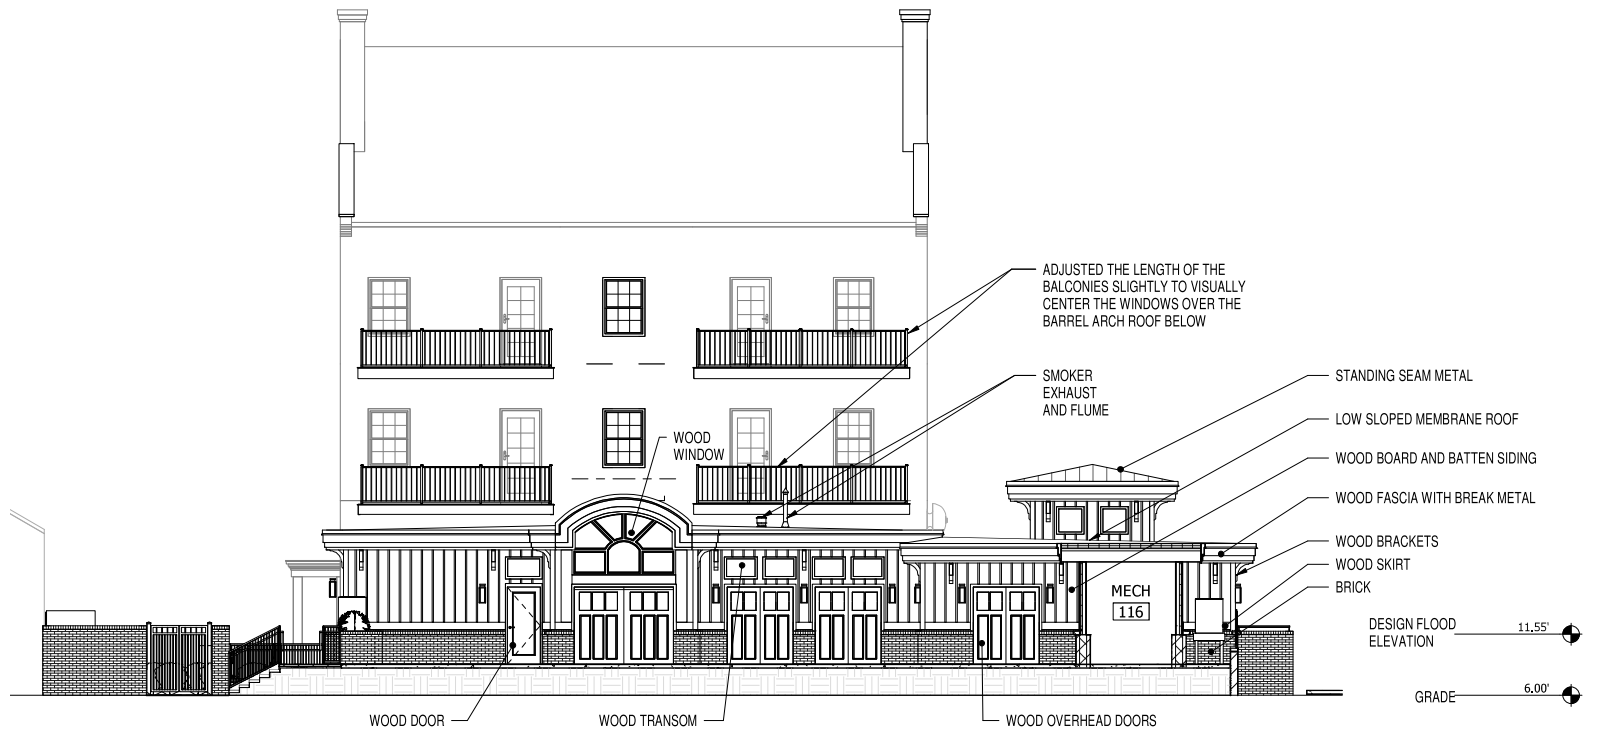 ADJUSTED THE LENGTH OF THE
BALCONIES SLIGHTLY TO VISUALLY
CENTER THE WINDOWS OVER THE
BARREL ARCH ROOF BELOW
SMOKER
EXHAUST
AND FLUME
STANDING SEAM METAL
LOW SLOPED MEMBRANE ROOF
WOOD
WINDOW
WOOD BOARD AND BATTEN SIDING
WOOD FASCIA WITH BREAK METAL
WOOD BRACKETS
WOOD SKIRT
BRICK
MECH
116
DESIGN FLOOD
ELEVATION
11.55'
GRADE
6.00'
WOOD DOOR
WOOD TRANSOM
WOOD OVERHEAD DOORS